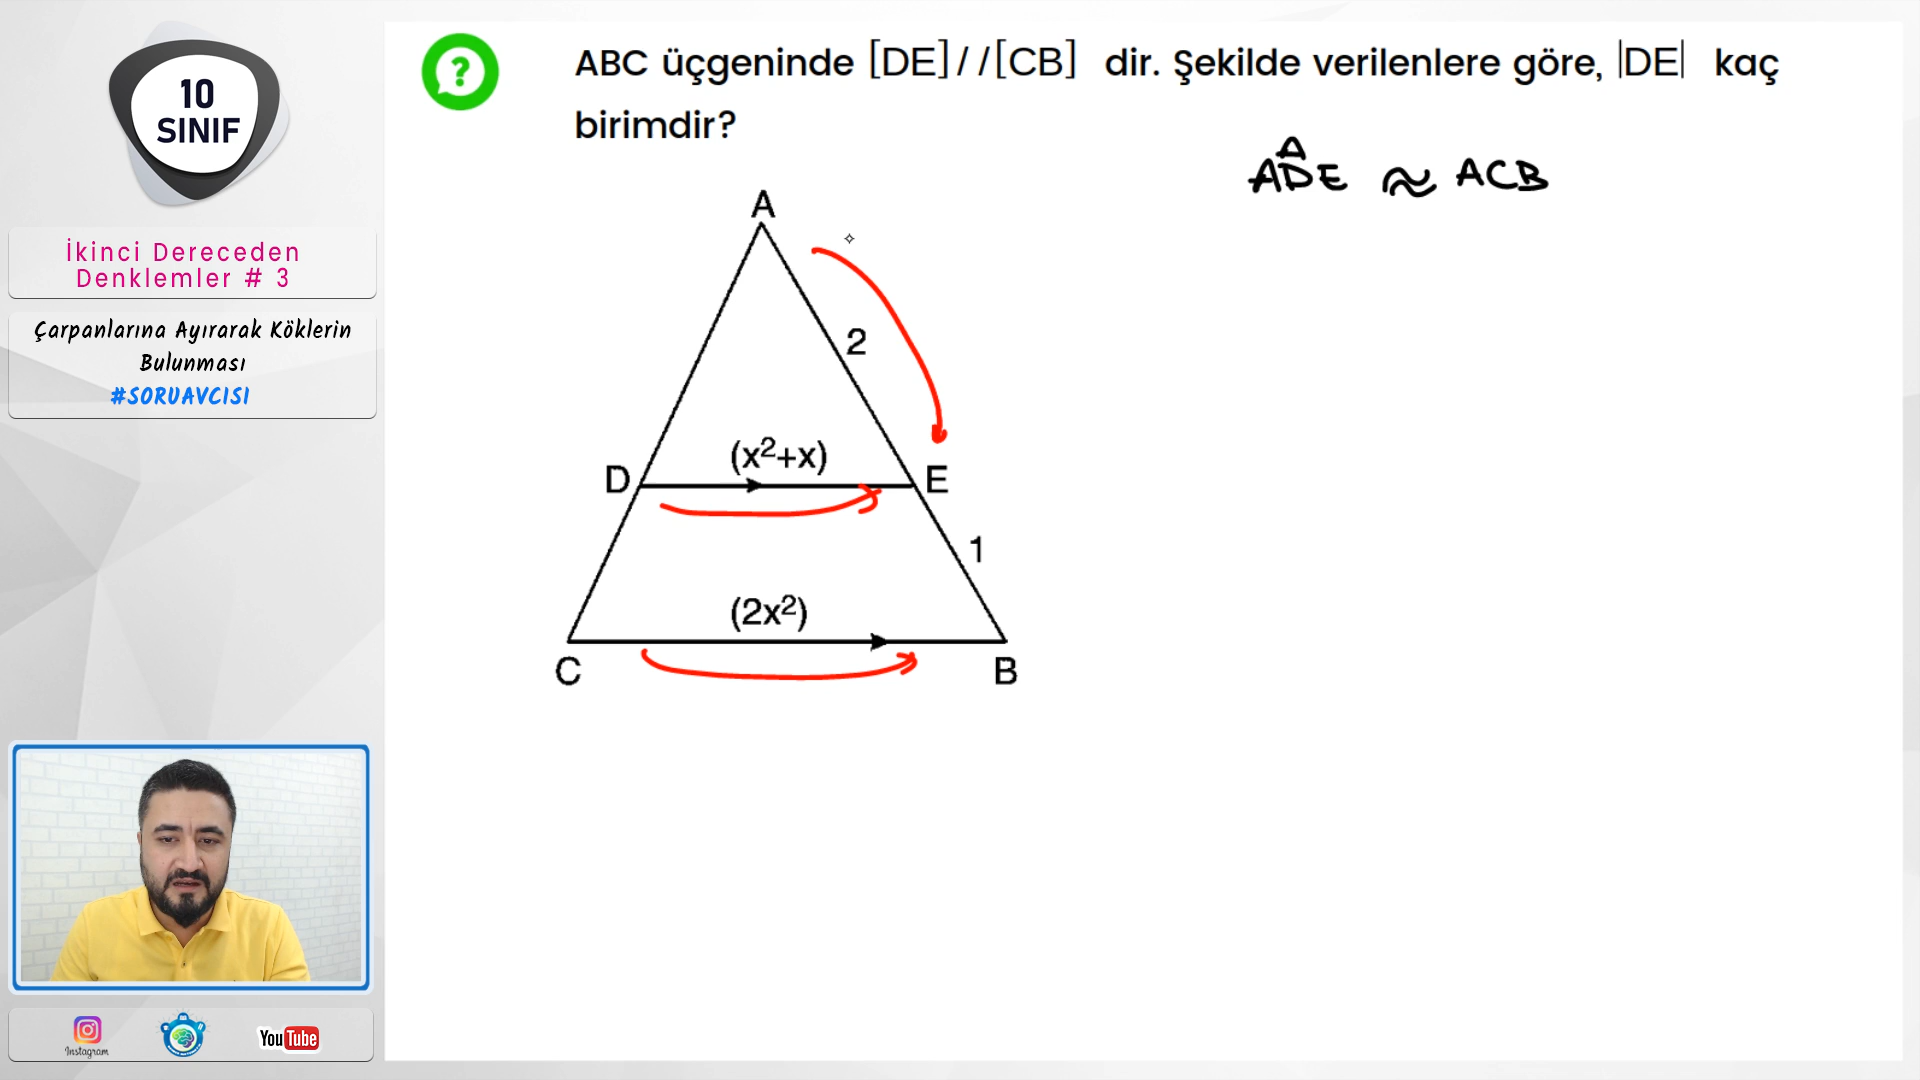 10
SINIF
İkinci Dereceden
Denklemler # 3
Çarpanlarına Ayırarak Köklerin
Bulunması
#SORUAVCISI
ABC üçgeninde [DE]//[CB] dir. Şekilde verilenlere göre, |DE| kaç
birimdir?
ADE ≈ ACB
A
2
(x²+x)
D
E
1
(2x²)
C
B
Instagram
YouTube